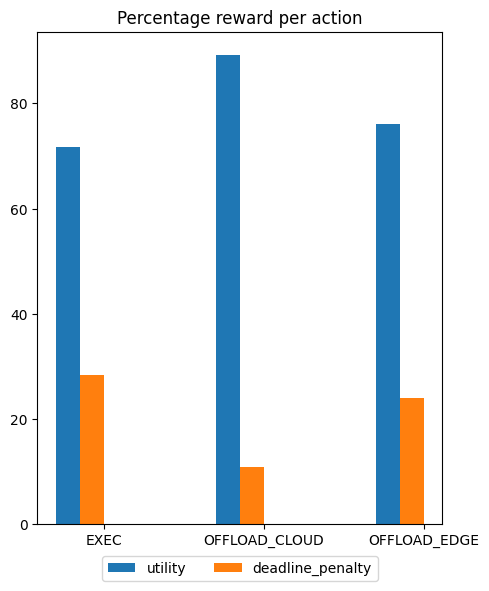 Percentage reward per action
80
60
40
20
0
EXEC OFFLOAD_CLOUD OFFLOAD_EDGE
utility deadline_penalty